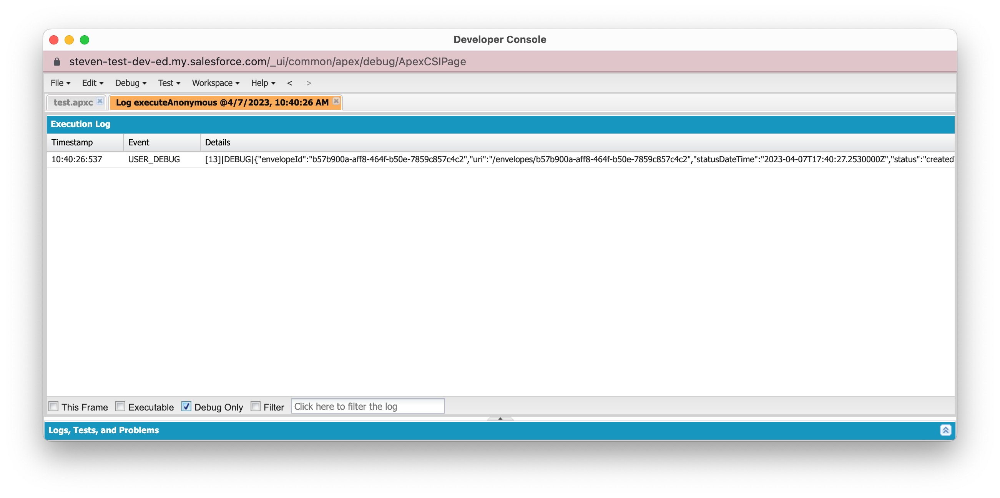 Developer Console
steven-test-dev-ed.my.salesforce.com/_ui/common/apex/debug/ApexCSIPage
File Edit Debug Test Workspace Help < >
test.apxc Log executeAnonymous @4/7/2023, 10:40:26 AM
Execution Log
Timestamp Event Details
10:40:26:537 USER_DEBUG [13]|DEBUG|{"envelopeId":"b57b900a-aff8-464f-b50e-7859c857c4c2","uri":"/envelopes/b57b900a-aff8-464f-b50e-7859c857c4c2","statusDateTime":"2023-04-07T17:40:27.2530000Z","status":"created
This Frame Executable Debug Only Filter Click here to filter the log
Logs, Tests, and Problems